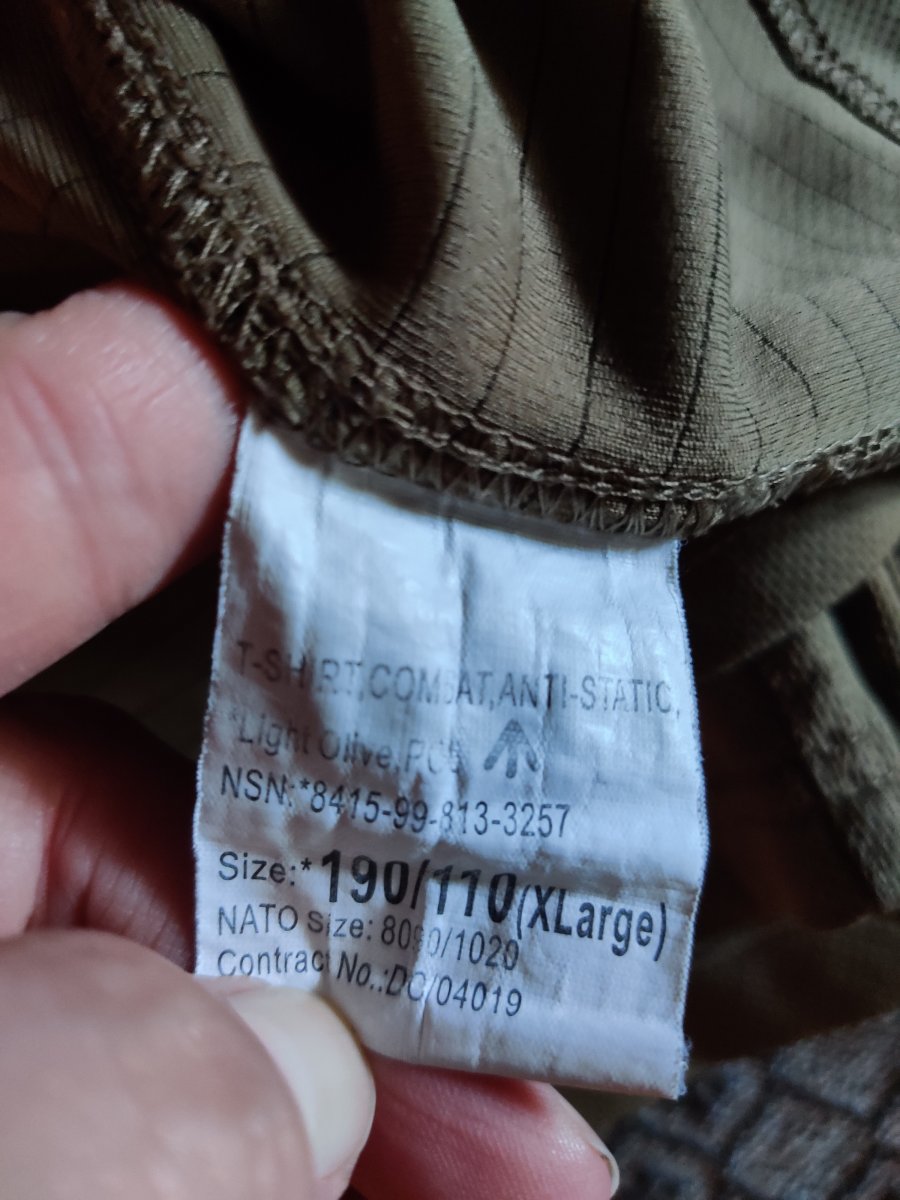 T-SHIRT,COMBAT,ANTI-STATIC,
*Light Olive,PCS
NSN:*8415-99-813-3257
Size:*190/110(XLarge)
NATO size: 8090/1020
Contract No.:DC/04019